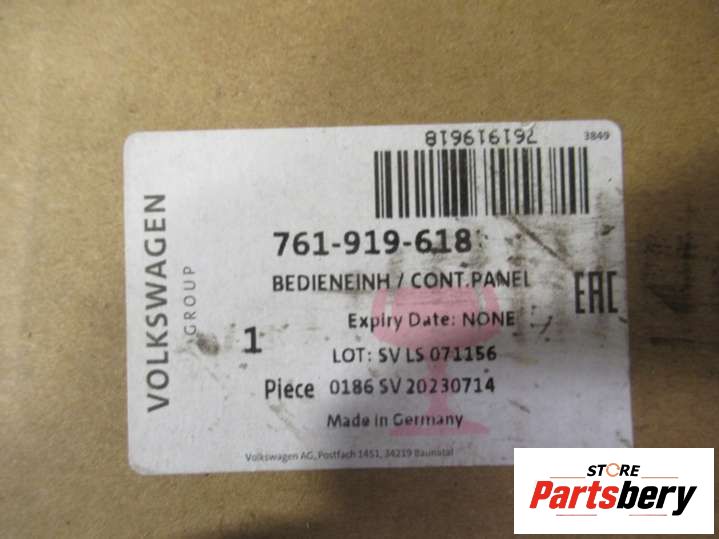 761919618
3849
VOLKSWAGEN
GROUP
761-919-618
BEDIENEINH / CONT.PANEL
EAC
Expiry Date: NONE
1
LOT: SV LS 071156
Piece 0186 SV 20230714
Made in Germany
Volkswagen AG, Postfach 1451, 34219 Baunatal
STORE
Partsbery